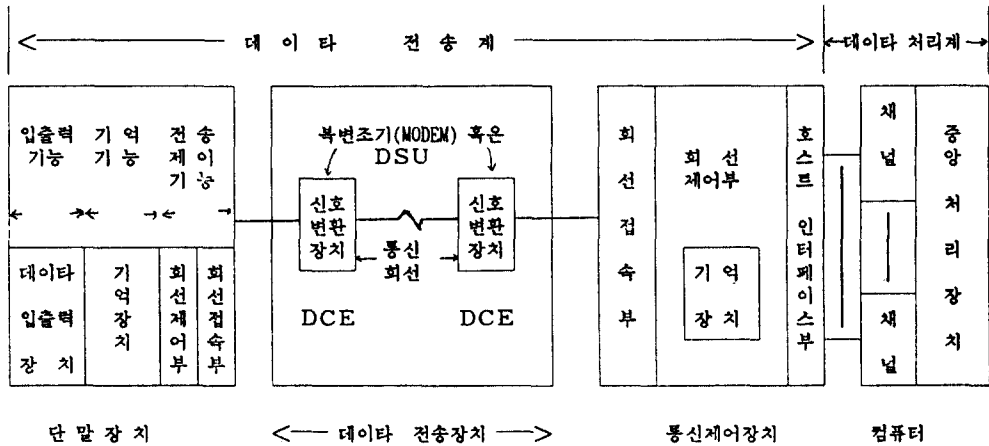 데 이 타 전 송 계
데이타 처리계
입출력 기능
기 억 기 능
전 송 제 이 기 능
복변조기(MODEM) 혹은
DSU
신호 변환 장치
신호 변환 장치
통신 회선
DCE
DCE
데이타 입출력 장 치
기 억 장 치
회 선 제 어 부
회 선 접 속 부
회 선 접 속 부
회 선 제어부
기 억 장 치
호 스 트 인 터 페 이 스 부
채 널
채 널
중 앙 처 리 장 치
단 말 장 치
데이타 전송장치
통신제어장치
컴퓨터